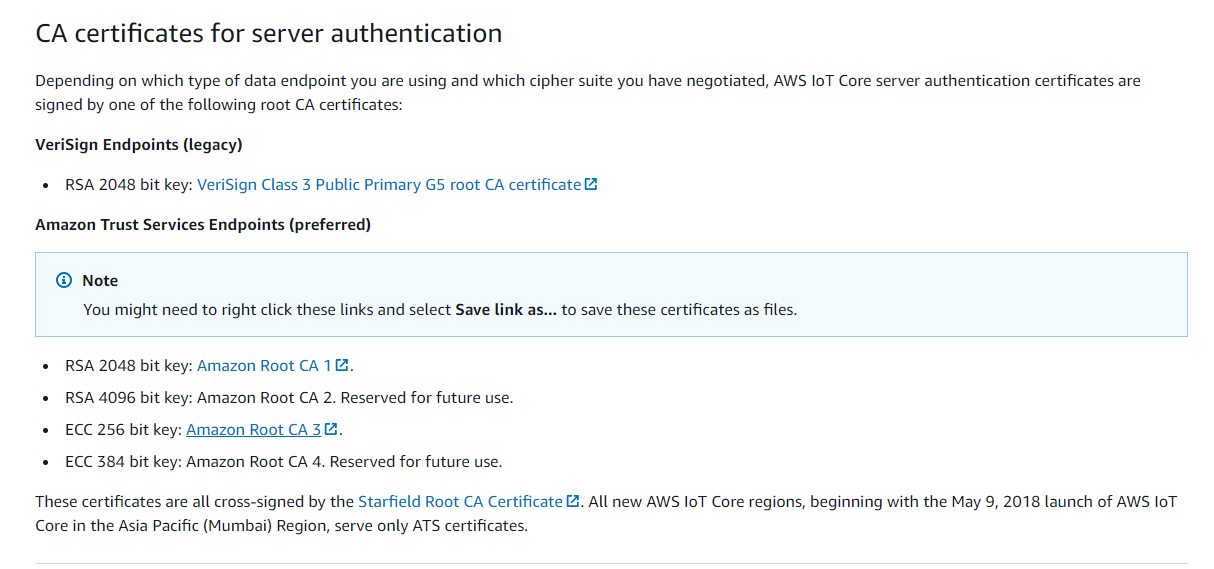 CA certificates for server authentication
Depending on which type of data endpoint you are using and which cipher suite you have negotiated, AWS IoT Core server authentication certificates are
signed by one of the following root CA certificates:
VeriSign Endpoints (legacy)
• RSA 2048 bit key: VeriSign Class 3 Public Primary G5 root CA certificate
Amazon Trust Services Endpoints (preferred)
Note
You might need to right click these links and select Save link as... to save these certificates as files.
• RSA 2048 bit key: Amazon Root CA 1.
• RSA 4096 bit key: Amazon Root CA 2. Reserved for future use.
• ECC 256 bit key: Amazon Root CA 3.
• ECC 384 bit key: Amazon Root CA 4. Reserved for future use.
These certificates are all cross-signed by the Starfield Root CA Certificate. All new AWS IoT Core regions, beginning with the May 9, 2018 launch of AWS IoT
Core in the Asia Pacific (Mumbai) Region, serve only ATS certificates.